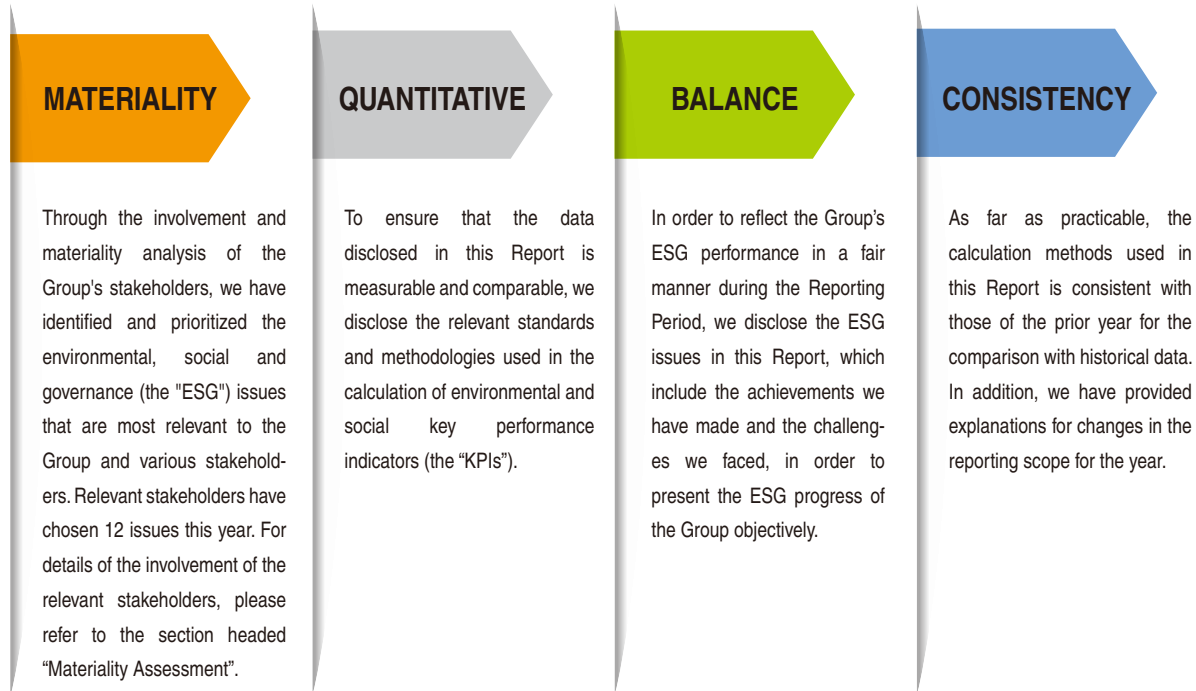 MATERIALITY
Through the involvement and
materiality analysis of the
Group's stakeholders, we have
identified and prioritized the
environmental, social and
governance (the "ESG") issues
that are most relevant to the
Group and various stakehold-
ers. Relevant stakeholders have
chosen 12 issues this year. For
details of the involvement of the
relevant stakeholders, please
refer to the section headed
“Materiality Assessment”.
QUANTITATIVE
To ensure that the data
disclosed in this Report is
measurable and comparable, we
disclose the relevant standards
and methodologies used in the
calculation of environmental and
social key performance
indicators (the “KPIs”).
BALANCE
In order to reflect the Group’s
ESG performance in a fair
manner during the Reporting
Period, we disclose the ESG
issues in this Report, which
include the achievements we
have made and the challeng-
es we faced, in order to
present the ESG progress of
the Group objectively.
CONSISTENCY
As far as practicable, the
calculation methods used in
this Report is consistent with
those of the prior year for the
comparison with historical data.
In addition, we have provided
explanations for changes in the
reporting scope for the year.